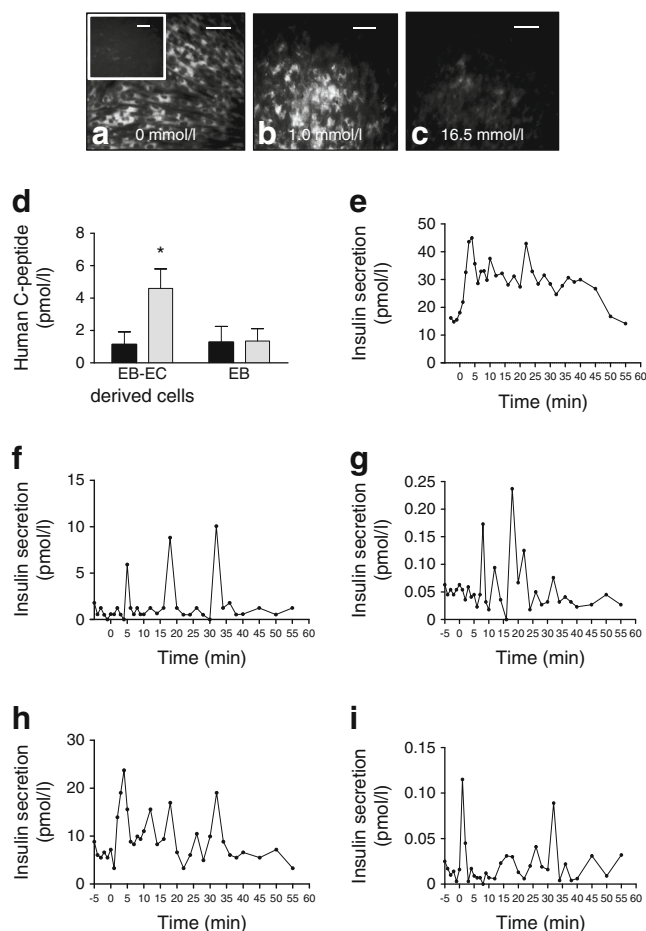 a 0 mmol/l
b 1.0 mmol/l
c 16.5 mmol/l
d
Human C-peptide
(pmol/l)
8
6
4
2
0
*
EB-EC
derived cells
EB
e
Insulin secretion
(pmol/l)
50
40
30
20
10
0
0 5 10 15 20 25 30 35 40 45 50 55 60
Time (min)
f
Insulin secretion
(pmol/l)
15
10
5
0
-5 0 5 10 15 20 25 30 35 40 45 50 55 60
Time (min)
g
Insulin secretion
(pmol/l)
0.25
0.20
0.15
0.10
0.05
0
-5 0 5 10 15 20 25 30 35 40 45 50 55 60
Time (min)
h
Insulin secretion
(pmol/l)
30
20
10
0
-5 0 5 10 15 20 25 30 35 40 45 50 55 60
Time (min)
i
Insulin secretion
(pmol/l)
0.15
0.10
0.05
0
-5 0 5 10 15 20 25 30 35 40 45 50 55 60
Time (min)